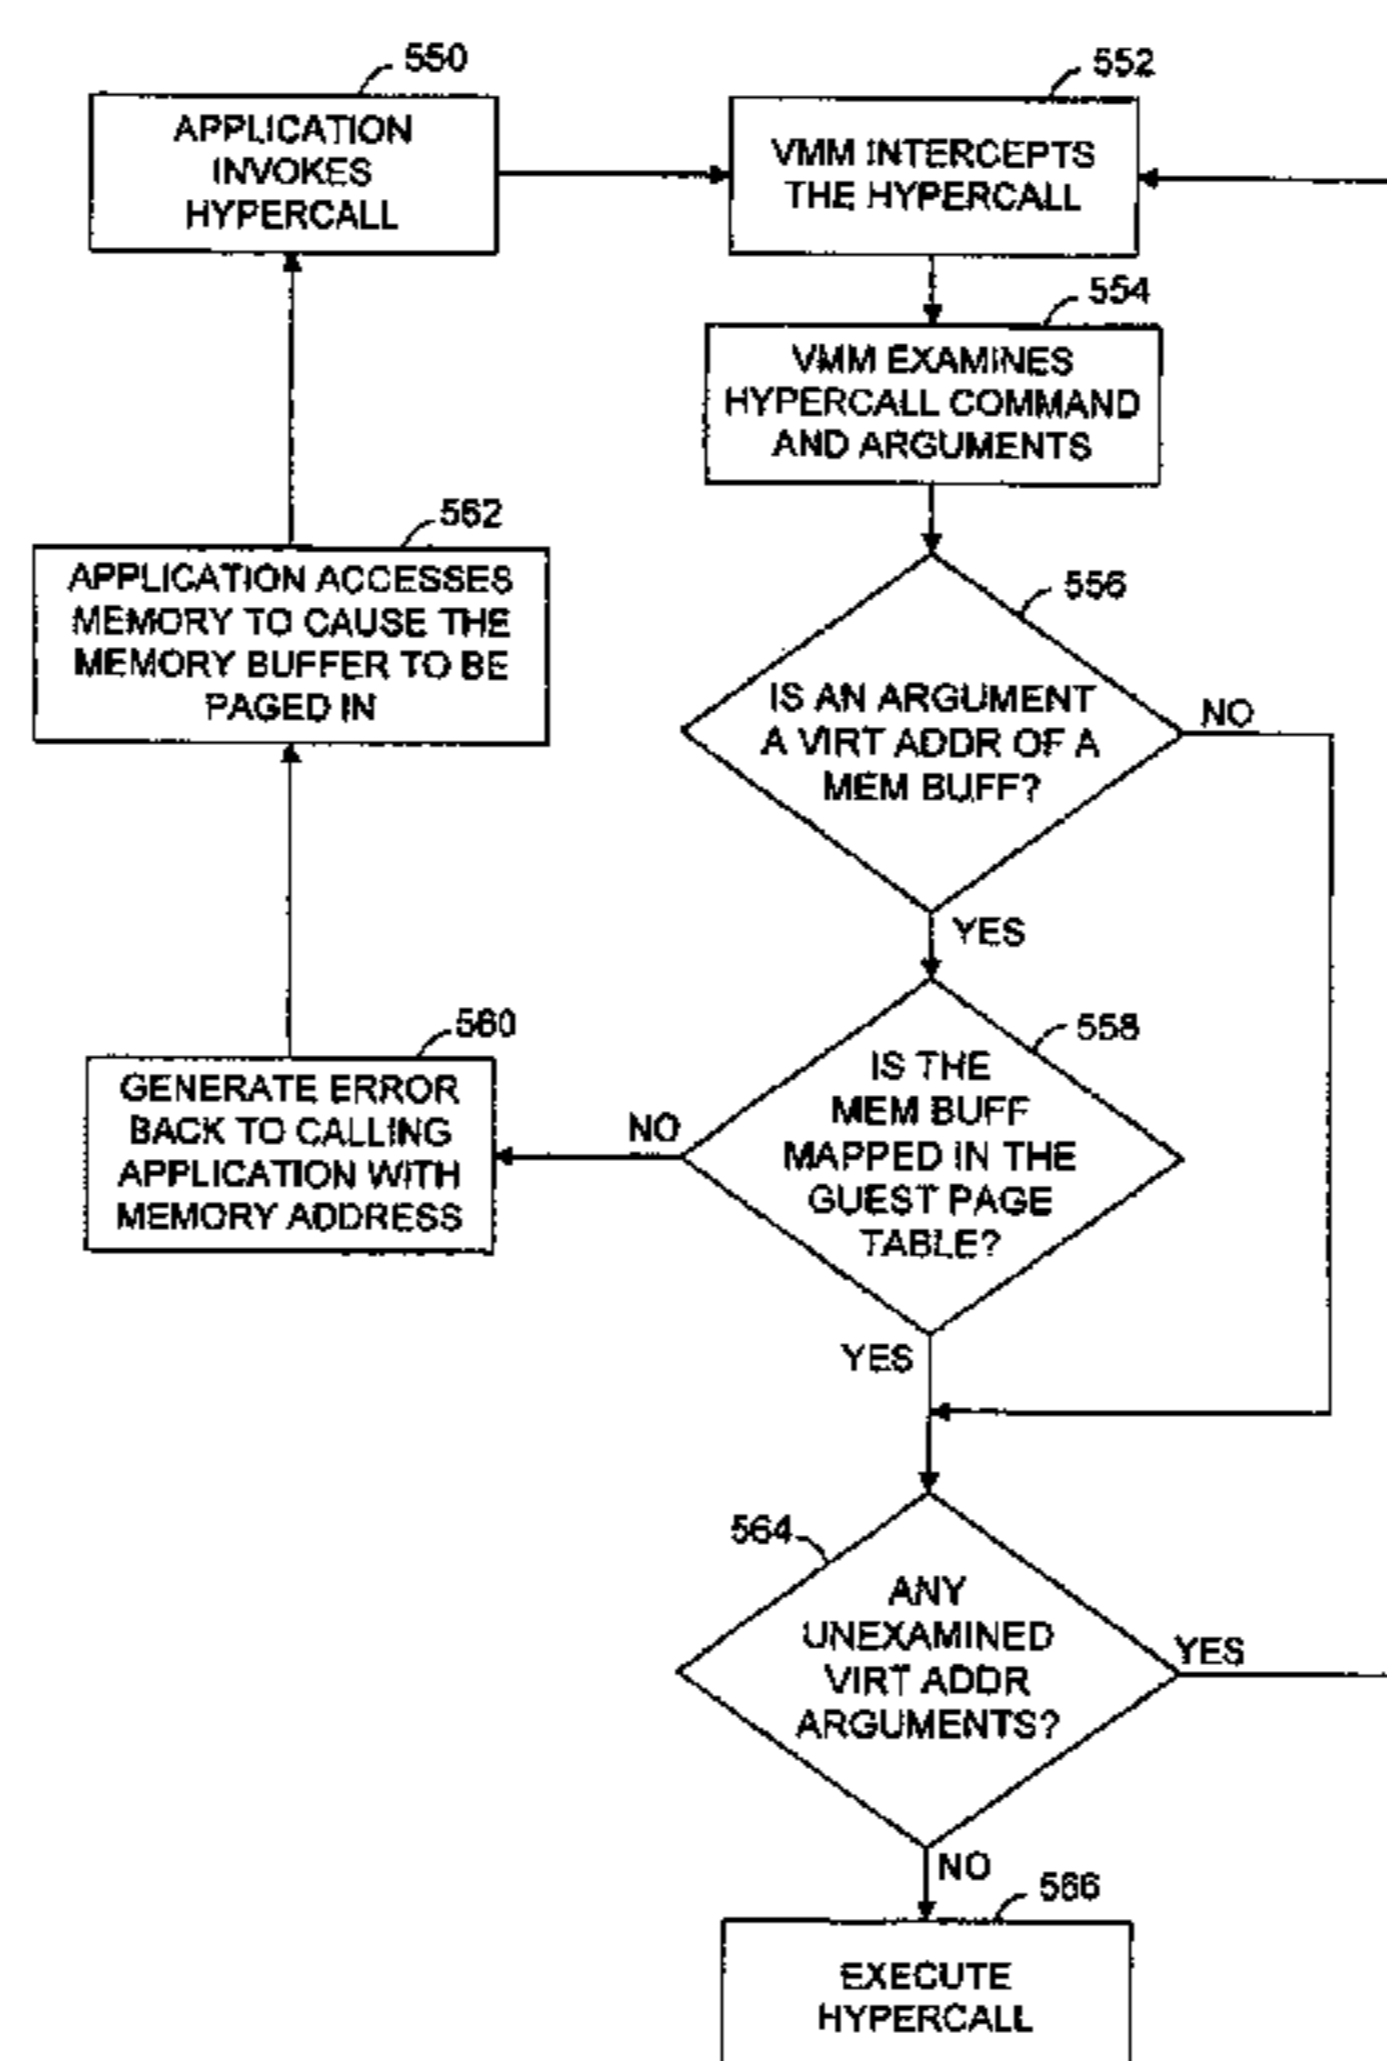 550
APPLICATION
INVOKES
HYPERCALL
552
VMM INTERCEPTS
THE HYPERCALL
554
VMM EXAMINES
HYPERCALL COMMAND
AND ARGUMENTS
562
APPLICATION ACCESSES
MEMORY TO CAUSE THE
MEMORY BUFFER TO BE
PAGED IN
556
IS AN ARGUMENT
A VIRT ADDR OF A
MEM BUFF?
NO
YES
560
GENERATE ERROR
BACK TO CALLING
APPLICATION WITH
MEMORY ADDRESS
NO
558
IS THE
MEM BUFF
MAPPED IN THE
GUEST PAGE
TABLE?
YES
564
ANY
UNEXAMINED
VIRT ADDR
ARGUMENTS?
YES
NO
566
EXECUTE
HYPERCALL